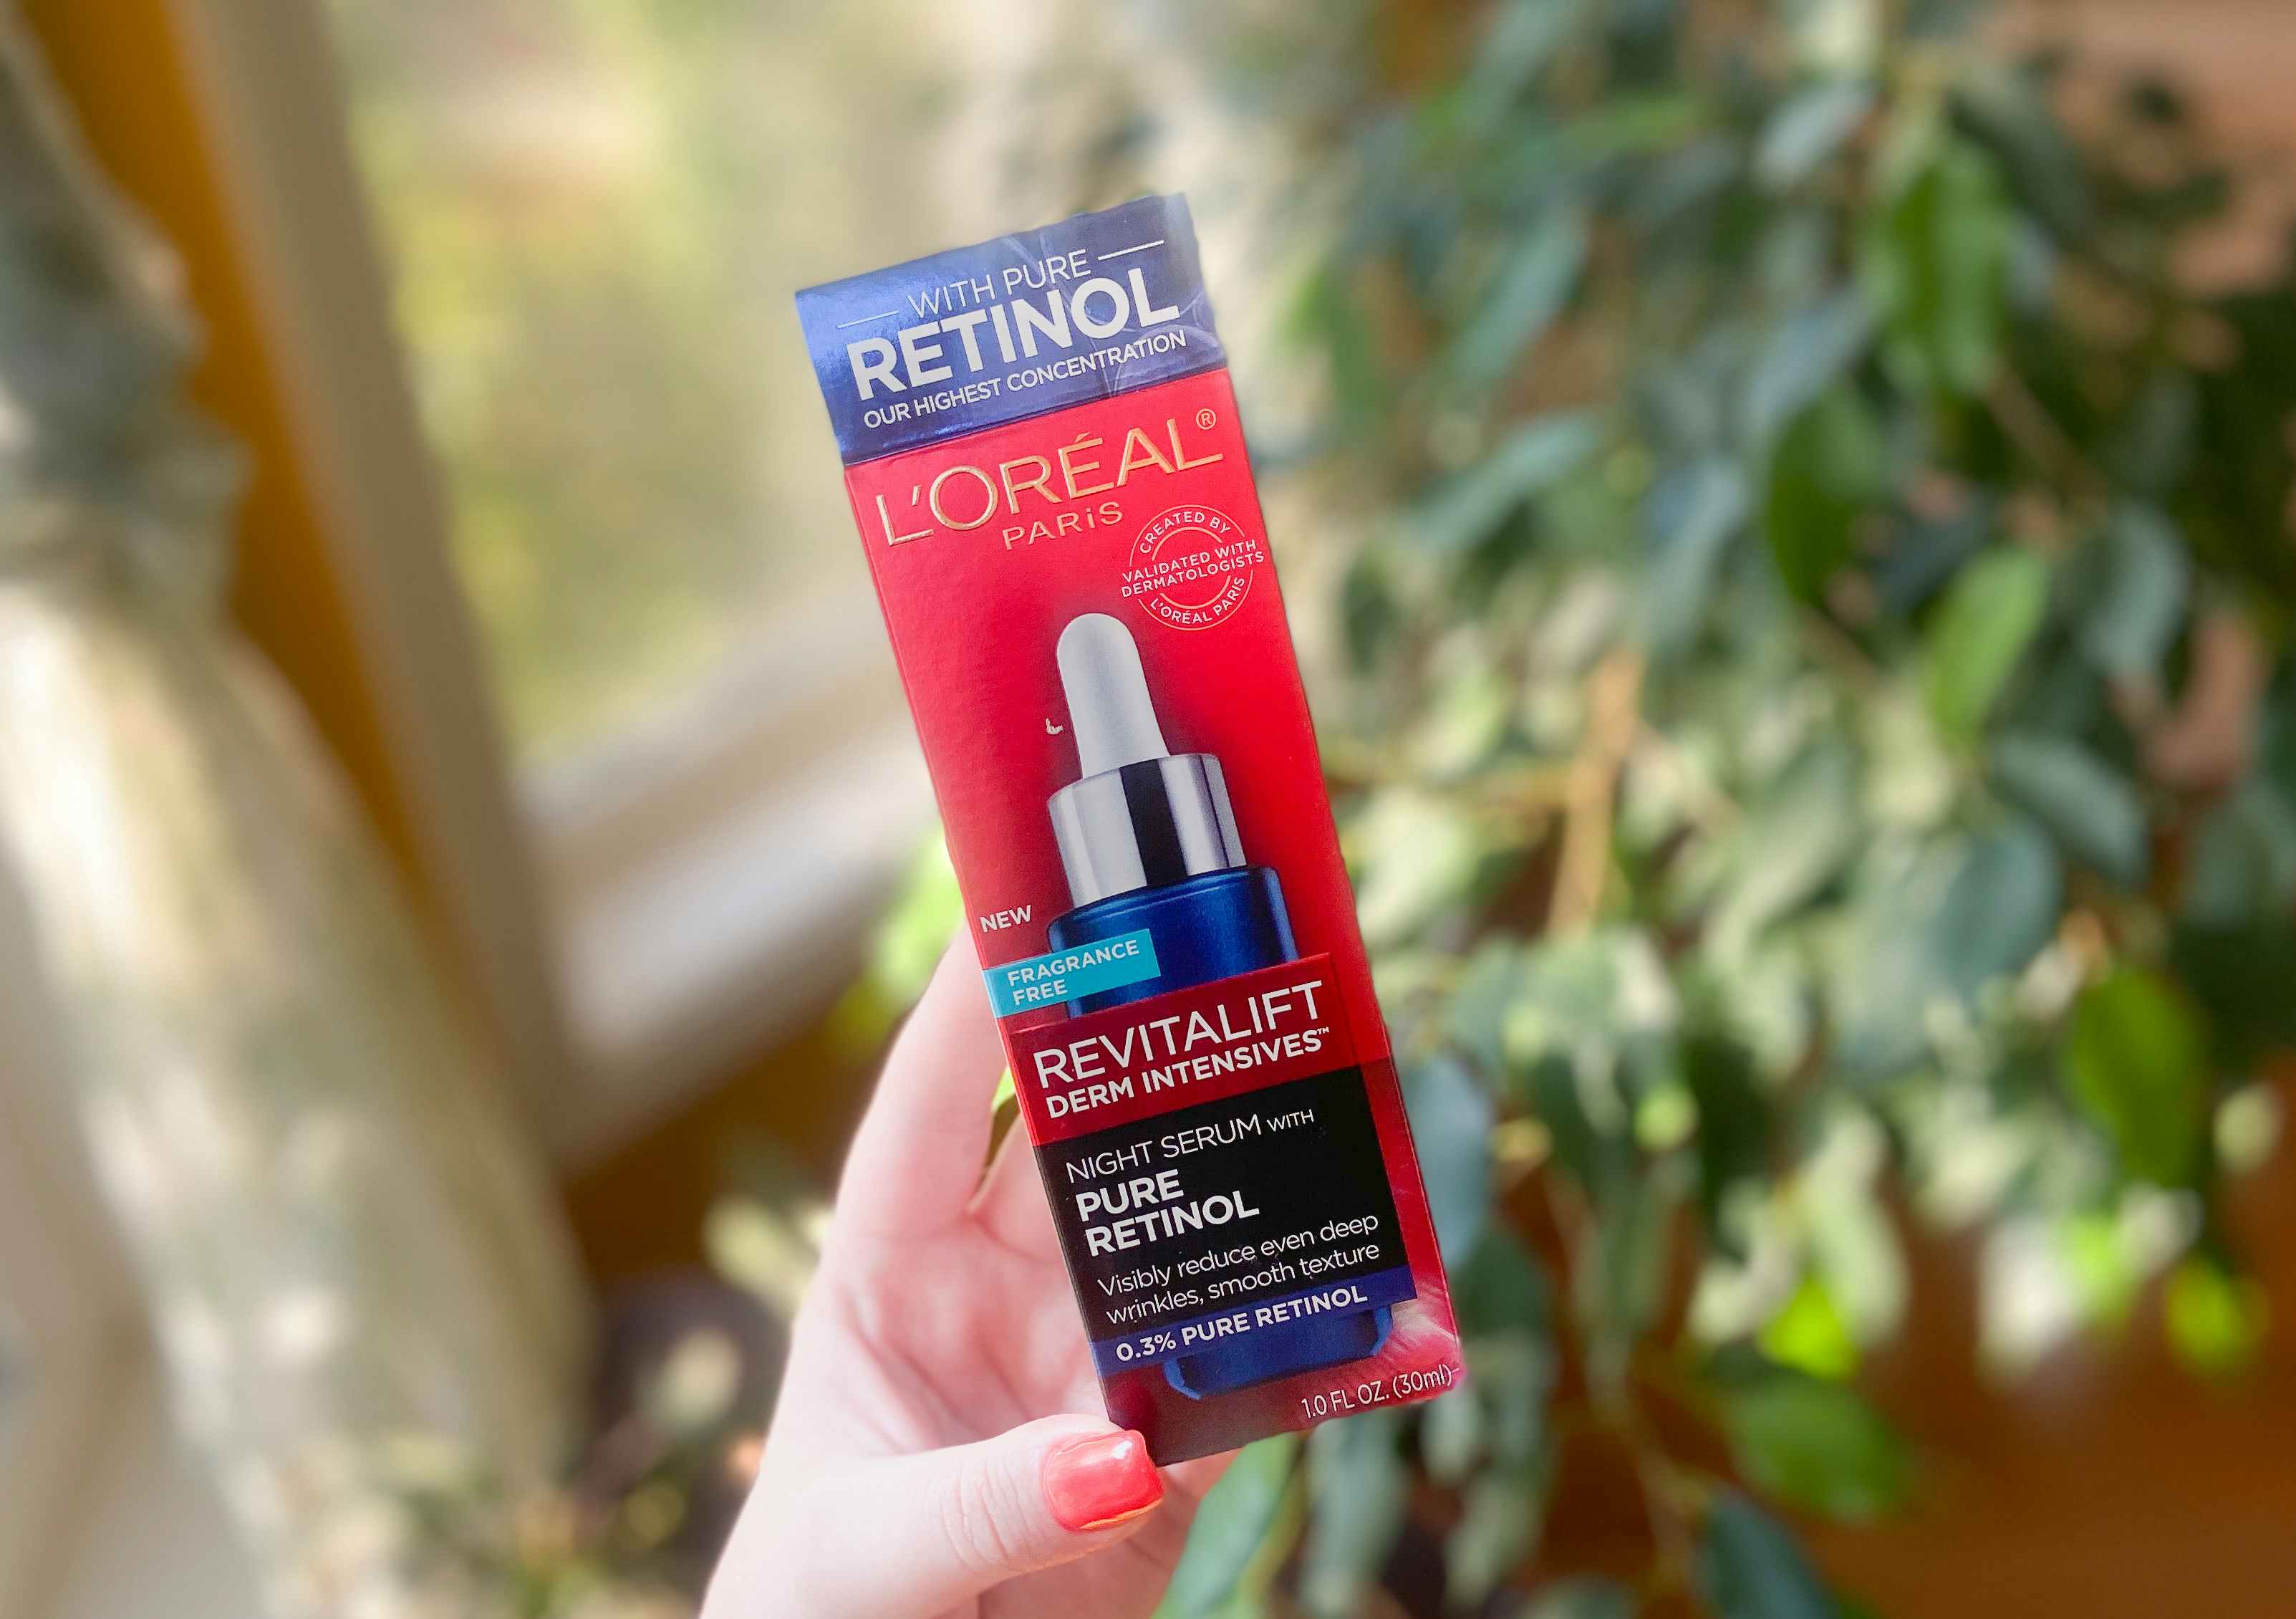 WITH PURE
RETINOL
OUR HIGHEST CONCENTRATION
L'ORÉAL®
PARiS
CREATED BY
VALIDATED WITH
DERMATOLOGISTS
L'ORÉAL PARIS
NEW
FRAGRANCE
FREE
REVITALIFT
DERM INTENSIVES™
NIGHT SERUM WITH
PURE
RETINOL
Visibly reduce even deep
wrinkles, smooth texture
0.3% PURE RETINOL
1.0 FL OZ. (30ml)